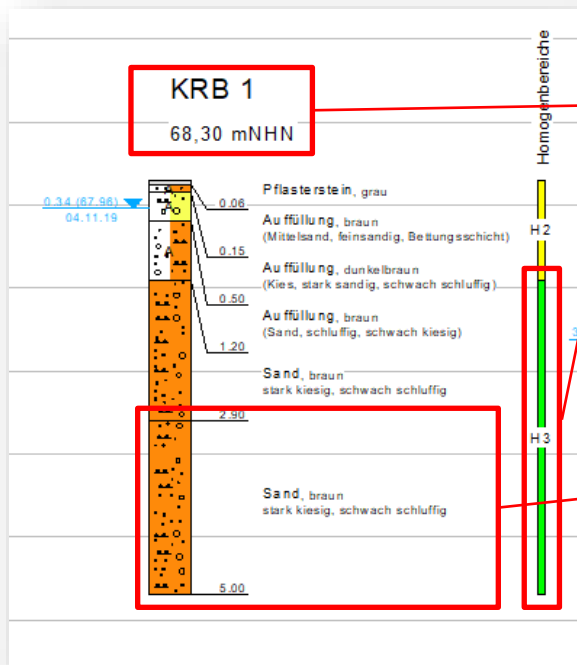 KRB 1
68,30 mNHN
Homogenbereiche
Pflasterstein, grau
0.34 (67.96)
04.11.19
0.06
Auffüllung, braun
(Mittelsand, feinsandig, Bettungsschicht)
H2
A
0.15
Auffüllung, dunkelbraun
(Kies, stark sandig, schwach schluffig)
0.50
Auffüllung, braun
(Sand, schluffig, schwach kiesig)
1.20
Sand, braun
stark kiesig, schwach schluffig
2.90
H3
Sand, braun
stark kiesig, schwach schluffig
5.00